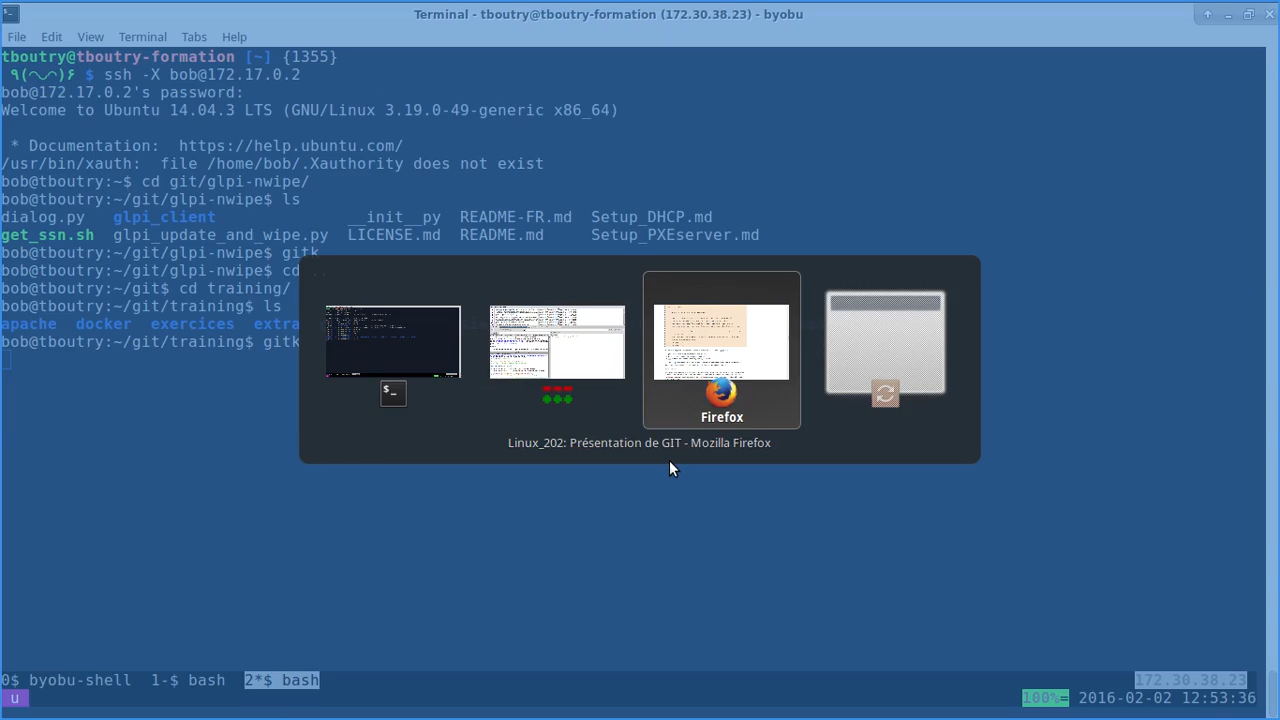 Terminal - tboutry@tboutry-formation (172.30.38.23) - byobu
File Edit View Terminal Tabs Help
tboutry@tboutry-formation [~] {1355}
$ ssh -X bob@172.17.0.2
bob@172.17.0.2's password:
Welcome to Ubuntu 14.04.3 LTS (GNU/Linux 3.19.0-49-generic x86_64)
* Documentation: https://help.ubuntu.com/
/usr/bin/xauth: file /home/bob/.Xauthority does not exist
bob@tboutry:~$ cd git/glpi-nwipe/
bob@tboutry:~/git/glpi-nwipe$ ls
dialog.py glpi_client __init__py README-FR.md Setup_DHCP.md
get_ssn.sh glpi_update_and_wipe.py LICENSE.md README.md Setup_PXEserver.md
bob@tboutry:~/git/glpi-nwipe$ gitk
bob@tboutry:~/git/glpi-nwipe$ cd ..
bob@tboutry:~/git$ cd training/
bob@tboutry:~/git/training$ ls
apache docker exercices extra
bob@tboutry:~/git/training$ gitk
$_
Firefox
Linux_202: Présentation de GIT - Mozilla Firefox
0$ byobu-shell 1-$ bash 2*$ bash 172.30.38.23
u 100%= 2016-02-02 12:53:36